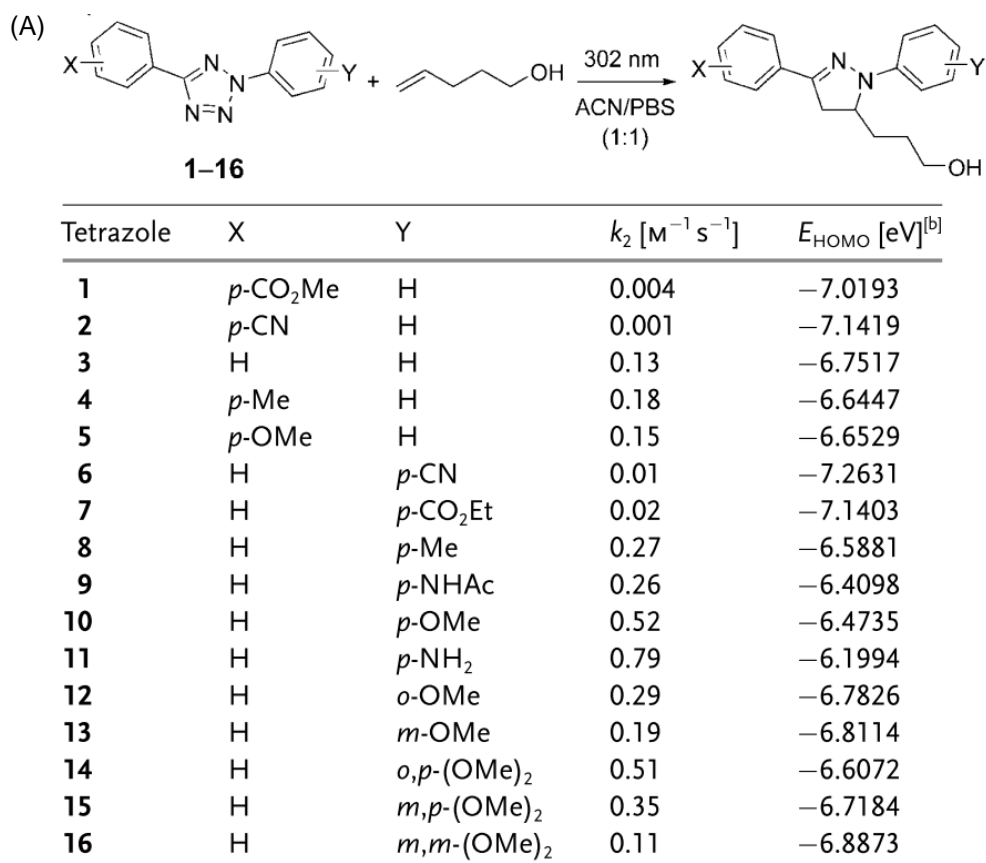 (A)
X N N N=N N Y + OH 302 nm ACN/PBS (1:1) X N N Y OH
1–16
Tetrazole X Y k₂ [M⁻¹ s⁻¹] E_HOMO [eV][b]
1 p-CO₂Me H 0.004 −7.0193
2 p-CN H 0.001 −7.1419
3 H H 0.13 −6.7517
4 p-Me H 0.18 −6.6447
5 p-OMe H 0.15 −6.6529
6 H p-CN 0.01 −7.2631
7 H p-CO₂Et 0.02 −7.1403
8 H p-Me 0.27 −6.5881
9 H p-NHAc 0.26 −6.4098
10 H p-OMe 0.52 −6.4735
11 H p-NH₂ 0.79 −6.1994
12 H o-OMe 0.29 −6.7826
13 H m-OMe 0.19 −6.8114
14 H o,p-(OMe)₂ 0.51 −6.6072
15 H m,p-(OMe)₂ 0.35 −6.7184
16 H m,m-(OMe)₂ 0.11 −6.8873